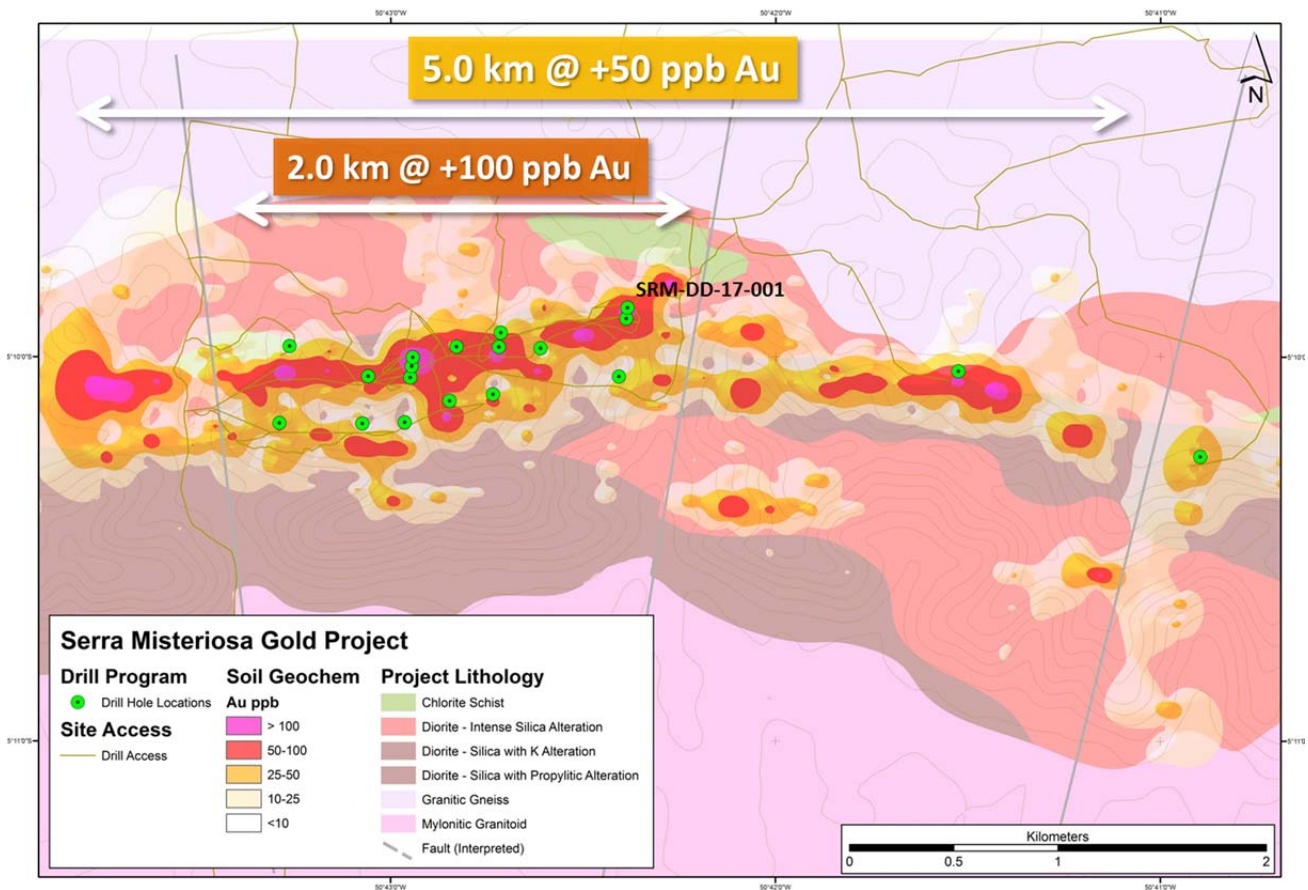 50°43'0"W
50°42'0"W
50°41'0"W
5.0 km @ +50 ppb Au
N
2.0 km @ +100 ppb Au
SRM-DD-17-001
5°10'0"S
5°10'0"S
Serra Misteriosa Gold Project
Drill Program
Drill Hole Locations
Site Access
Drill Access
Soil Geochem
Au ppb
> 100
50-100
25-50
10-25
<10
Project Lithology
Chlorite Schist
Diorite - Intense Silica Alteration
Diorite - Silica with K Alteration
Diorite - Silica with Propylitic Alteration
Granitic Gneiss
Mylonitic Granitoid
Fault (Interpreted)
5°11'0"S
5°11'0"S
Kilometers
0 0.5 1 2
50°43'0"W
50°42'0"W
50°41'0"W